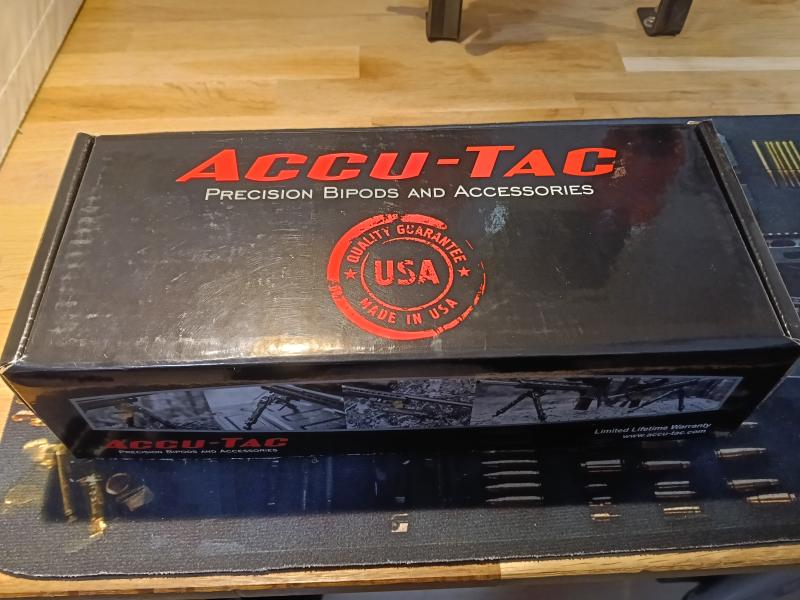 ACCU-TAC
PRECISION BIPODS AND ACCESSORIES
QUALITY GUARANTEE
USA
MADE IN USA
ACCU-TAC
PRECISION BIPODS AND ACCESSORIES
Limited Lifetime Warranty
www.accu-tac.com